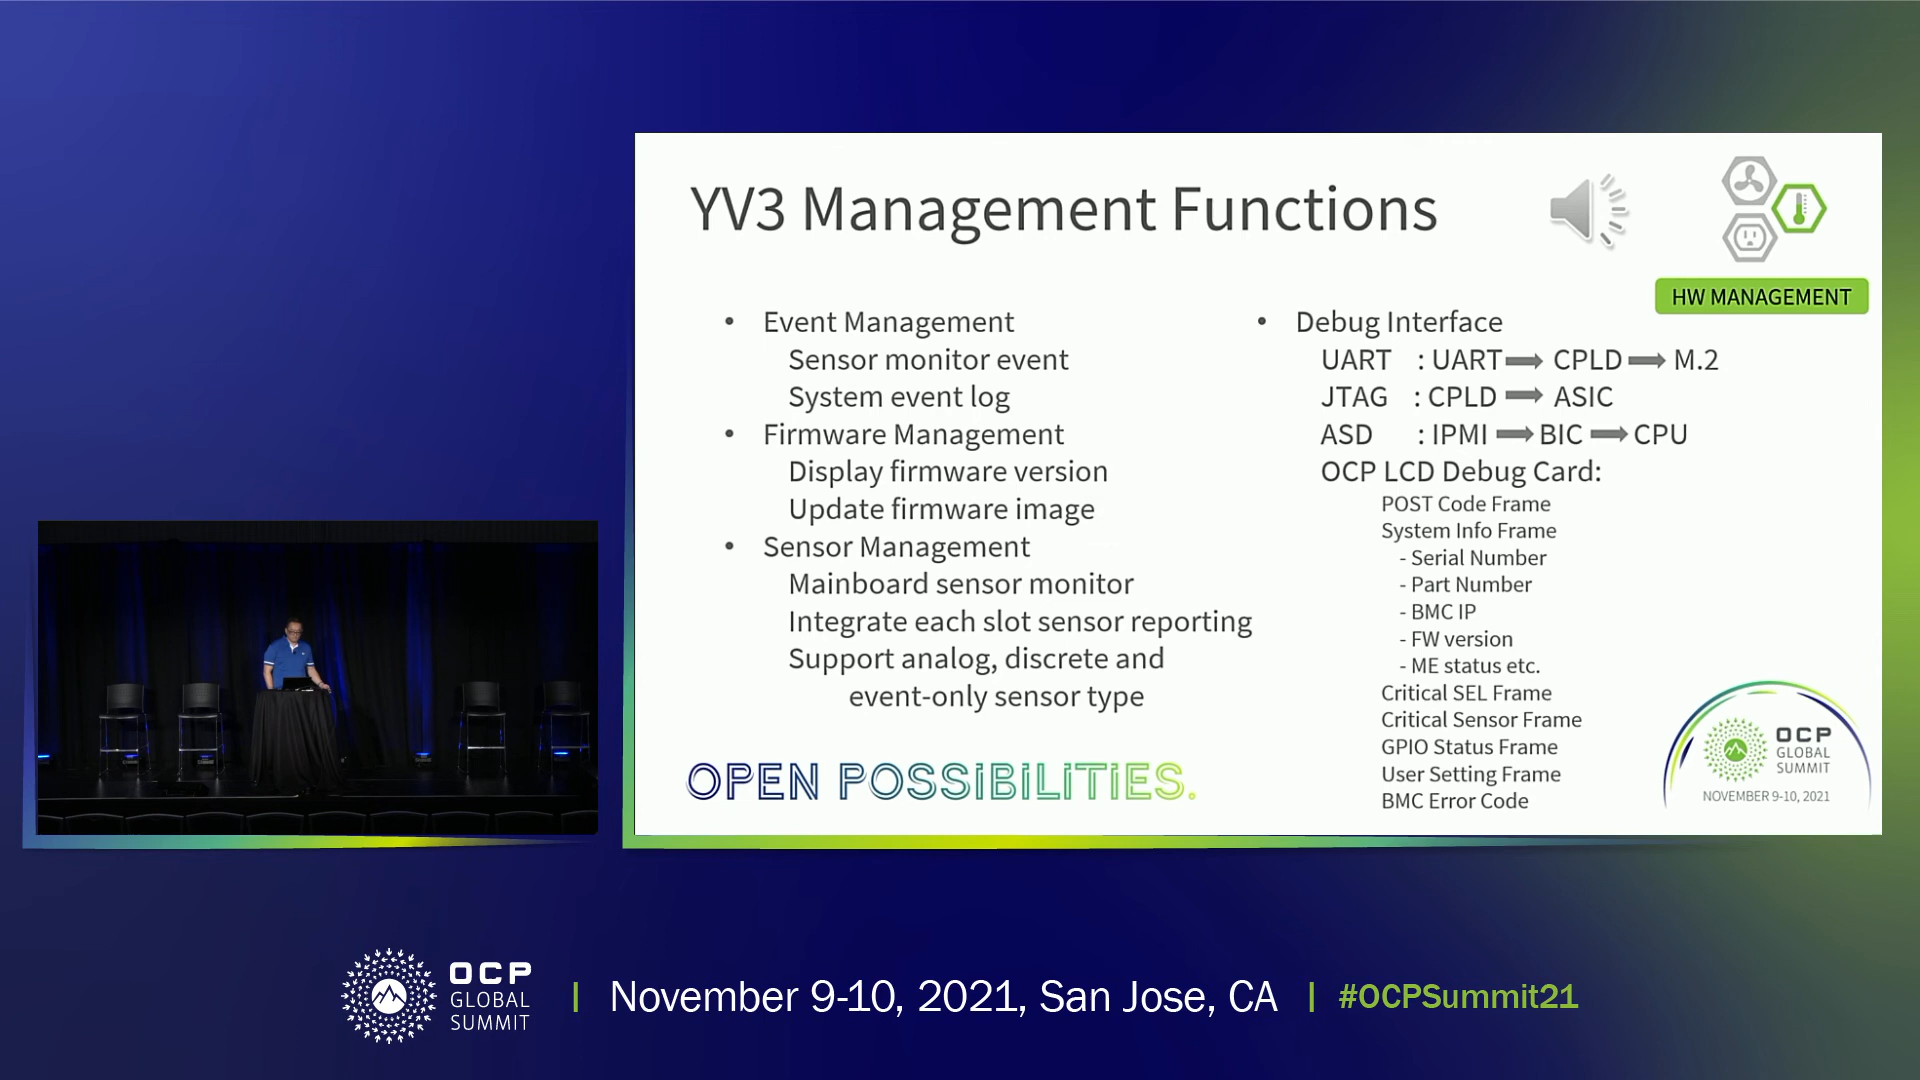 YV3 Management Functions
HW MANAGEMENT
• Event Management
Sensor monitor event
System event log
• Firmware Management
Display firmware version
Update firmware image
• Sensor Management
Mainboard sensor monitor
Integrate each slot sensor reporting
Support analog, discrete and
event-only sensor type
• Debug Interface
UART : UART ➡ CPLD ➡ M.2
JTAG : CPLD ➡ ASIC
ASD : IPMI ➡ BIC ➡ CPU
OCP LCD Debug Card:
POST Code Frame
System Info Frame
- Serial Number
- Part Number
- BMC IP
- FW version
- ME status etc.
Critical SEL Frame
Critical Sensor Frame
GPIO Status Frame
User Setting Frame
BMC Error Code
OPEN POSSIBILITIES.
OCP
GLOBAL
SUMMIT
NOVEMBER 9-10, 2021
OCP
GLOBAL
SUMMIT
| November 9-10, 2021, San Jose, CA | #OCPSummit21